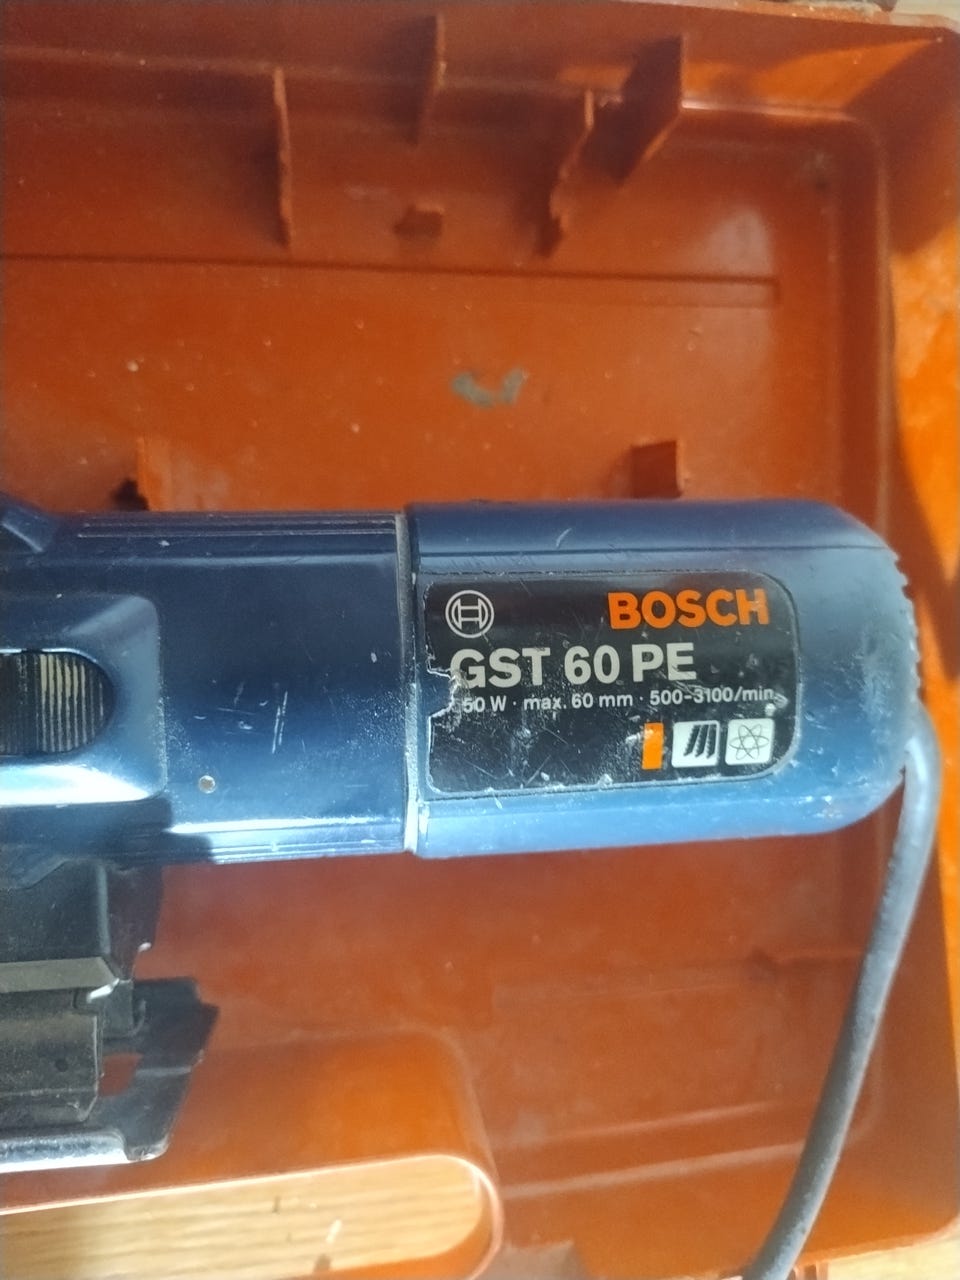 BOSCH
GST 60 PE
50 W · max. 60 mm · 500-3100/min